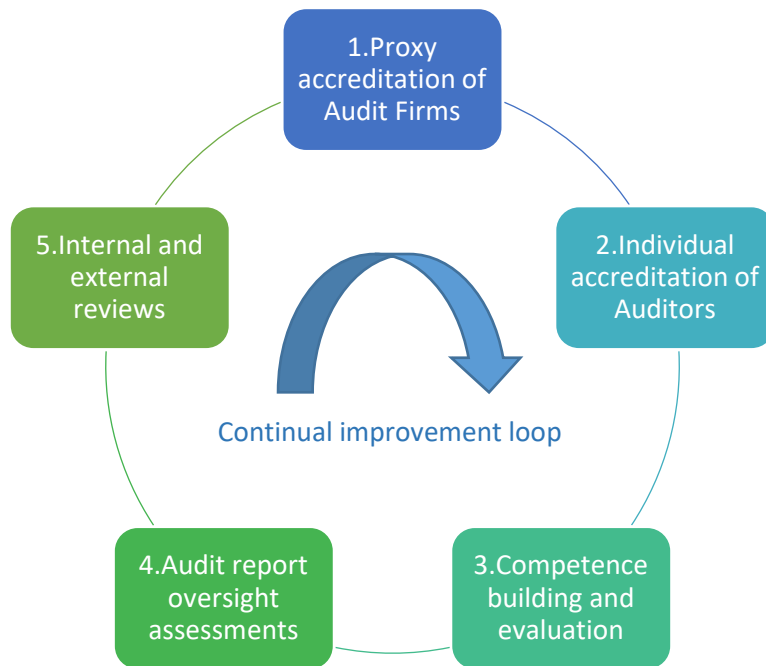 1.Proxy
accreditation of
Audit Firms
2.Individual
accreditation of
Auditors
3.Competence
building and
evaluation
4.Audit report
oversight
assessments
5.Internal and
external
reviews
Continual improvement loop